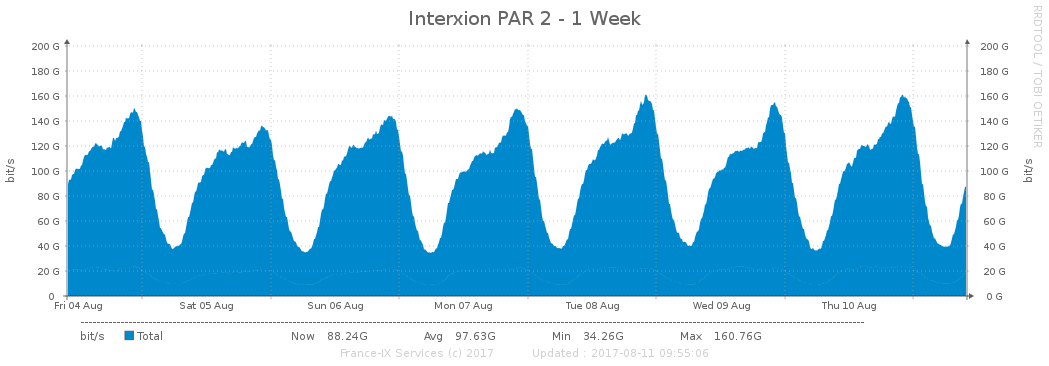 Interxion PAR 2 - 1 Week
RRDTOOL / TOBI OETIKER
bit/s
200 G 200 G
180 G 180 G
160 G 160 G
140 G 140 G
120 G 120 G
100 G 100 G
80 G 80 G
60 G 60 G
40 G 40 G
20 G 20 G
0 0 G
bit/s
Fri 04 Aug Sat 05 Aug Sun 06 Aug Mon 07 Aug Tue 08 Aug Wed 09 Aug Thu 10 Aug
bit/s Total Now 88.24G Avg 97.63G Min 34.26G Max 160.76G
France-IX Services (c) 2017 Updated : 2017-08-11 09:55:06